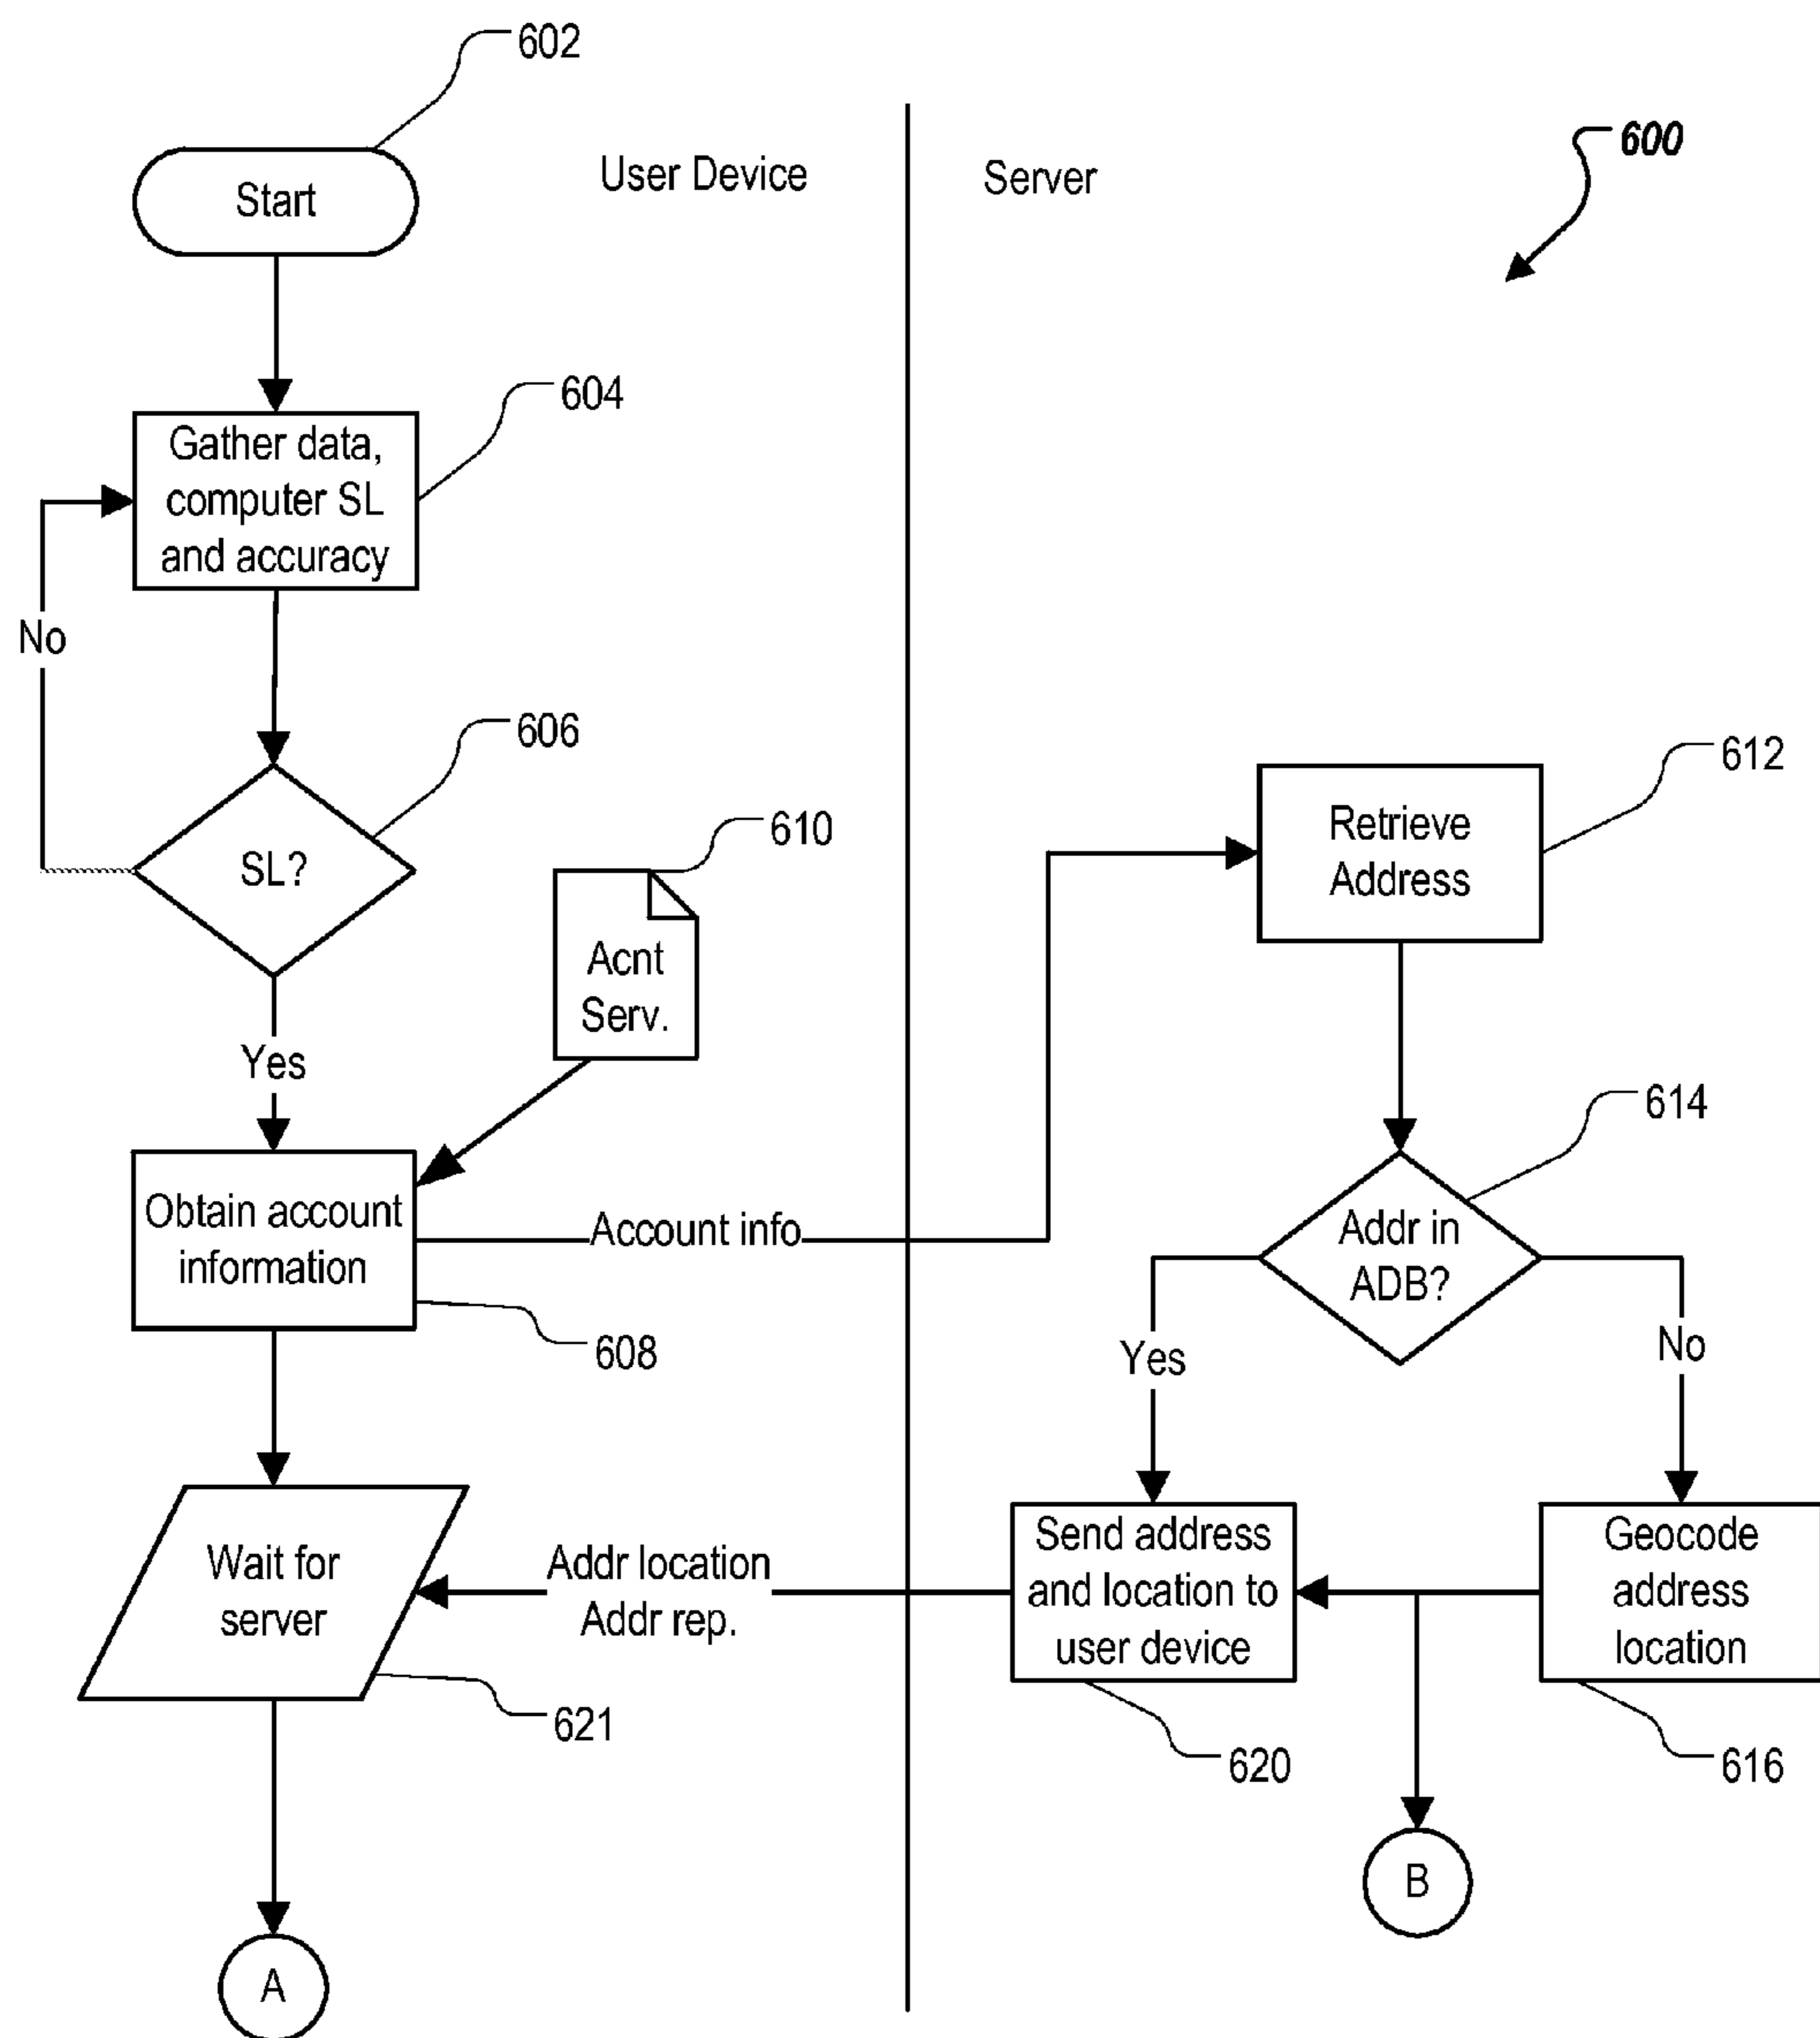 602
600
User Device
Server
Start
604
Gather data,
computer SL
and accuracy
No
606
SL?
610
Acnt
Serv.
612
Retrieve
Address
Yes
614
Addr in
ADB?
Obtain account
information
Account info
608
Yes
No
Wait for
server
Addr location
Addr rep.
Send address
and location to
user device
Geocode
address
location
621
620
616
B
A